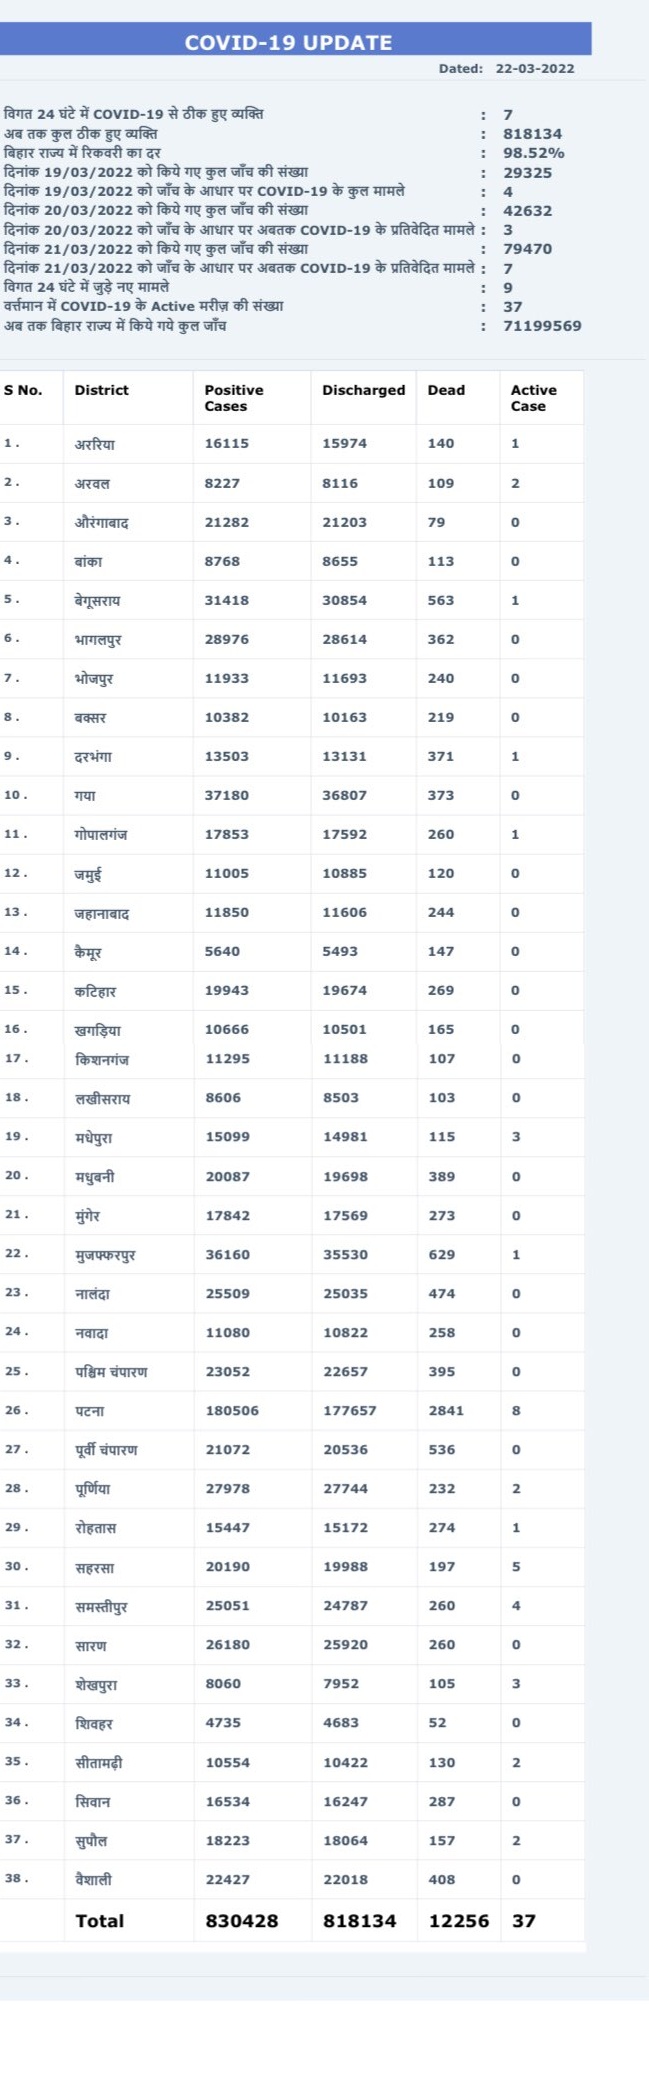 COVID-19 UPDATE
Dated: 22-03-2022
विगत 24 घंटे में COVID-19 से ठीक हुए व्यक्ति : 7
अब तक कुल ठीक हुए व्यक्ति : 818134
बिहार राज्य में रिकवरी का दर : 98.52%
दिनांक 19/03/2022 को किये गए कुल जाँच की संख्या : 29325
दिनांक 19/03/2022 को जाँच के आधार पर COVID-19 के कुल मामले : 4
दिनांक 20/03/2022 को किये गए कुल जाँच की संख्या : 42632
दिनांक 20/03/2022 को जाँच के आधार पर अबतक COVID-19 के प्रतिवेदित मामले : 3
दिनांक 21/03/2022 को किये गए कुल जाँच की संख्या : 79470
दिनांक 21/03/2022 को जाँच के आधार पर अबतक COVID-19 के प्रतिवेदित मामले : 7
विगत 24 घंटे में जुड़े नए मामले : 9
वर्त्तमान में COVID-19 के Active मरीज़ की संख्या : 37
अब तक बिहार राज्य में किये गये कुल जाँच : 71199569
S No. District Positive Cases Discharged Dead Active Case
1 . अररिया 16115 15974 140 1
2 . अरवल 8227 8116 109 2
3 . औरंगाबाद 21282 21203 79 0
4 . बांका 8768 8655 113 0
5 . बेगूसराय 31418 30854 563 1
6 . भागलपुर 28976 28614 362 0
7 . भोजपुर 11933 11693 240 0
8 . बक्सर 10382 10163 219 0
9 . दरभंगा 13503 13131 371 1
10 . गया 37180 36807 373 0
11 . गोपालगंज 17853 17592 260 1
12 . जमुई 11005 10885 120 0
13 . जहानाबाद 11850 11606 244 0
14 . कैमूर 5640 5493 147 0
15 . कटिहार 19943 19674 269 0
16 . खगड़िया 10666 10501 165 0
17 . किशनगंज 11295 11188 107 0
18 . लखीसराय 8606 8503 103 0
19 . मधेपुरा 15099 14981 115 3
20 . मधुबनी 20087 19698 389 0
21 . मुंगेर 17842 17569 273 0
22 . मुजफ्फरपुर 36160 35530 629 1
23 . नालंदा 25509 25035 474 0
24 . नवादा 11080 10822 258 0
25 . पश्चिम चंपारण 23052 22657 395 0
26 . पटना 180506 177657 2841 8
27 . पूर्वी चंपारण 21072 20536 536 0
28 . पूर्णिया 27978 27744 232 2
29 . रोहतास 15447 15172 274 1
30 . सहरसा 20190 19988 197 5
31 . समस्तीपुर 25051 24787 260 4
32 . सारण 26180 25920 260 0
33 . शेखपुरा 8060 7952 105 3
34 . शिवहर 4735 4683 52 0
35 . सीतामढ़ी 10554 10422 130 2
36 . सिवान 16534 16247 287 0
37 . सुपौल 18223 18064 157 2
38 . वैशाली 22427 22018 408 0
Total 830428 818134 12256 37